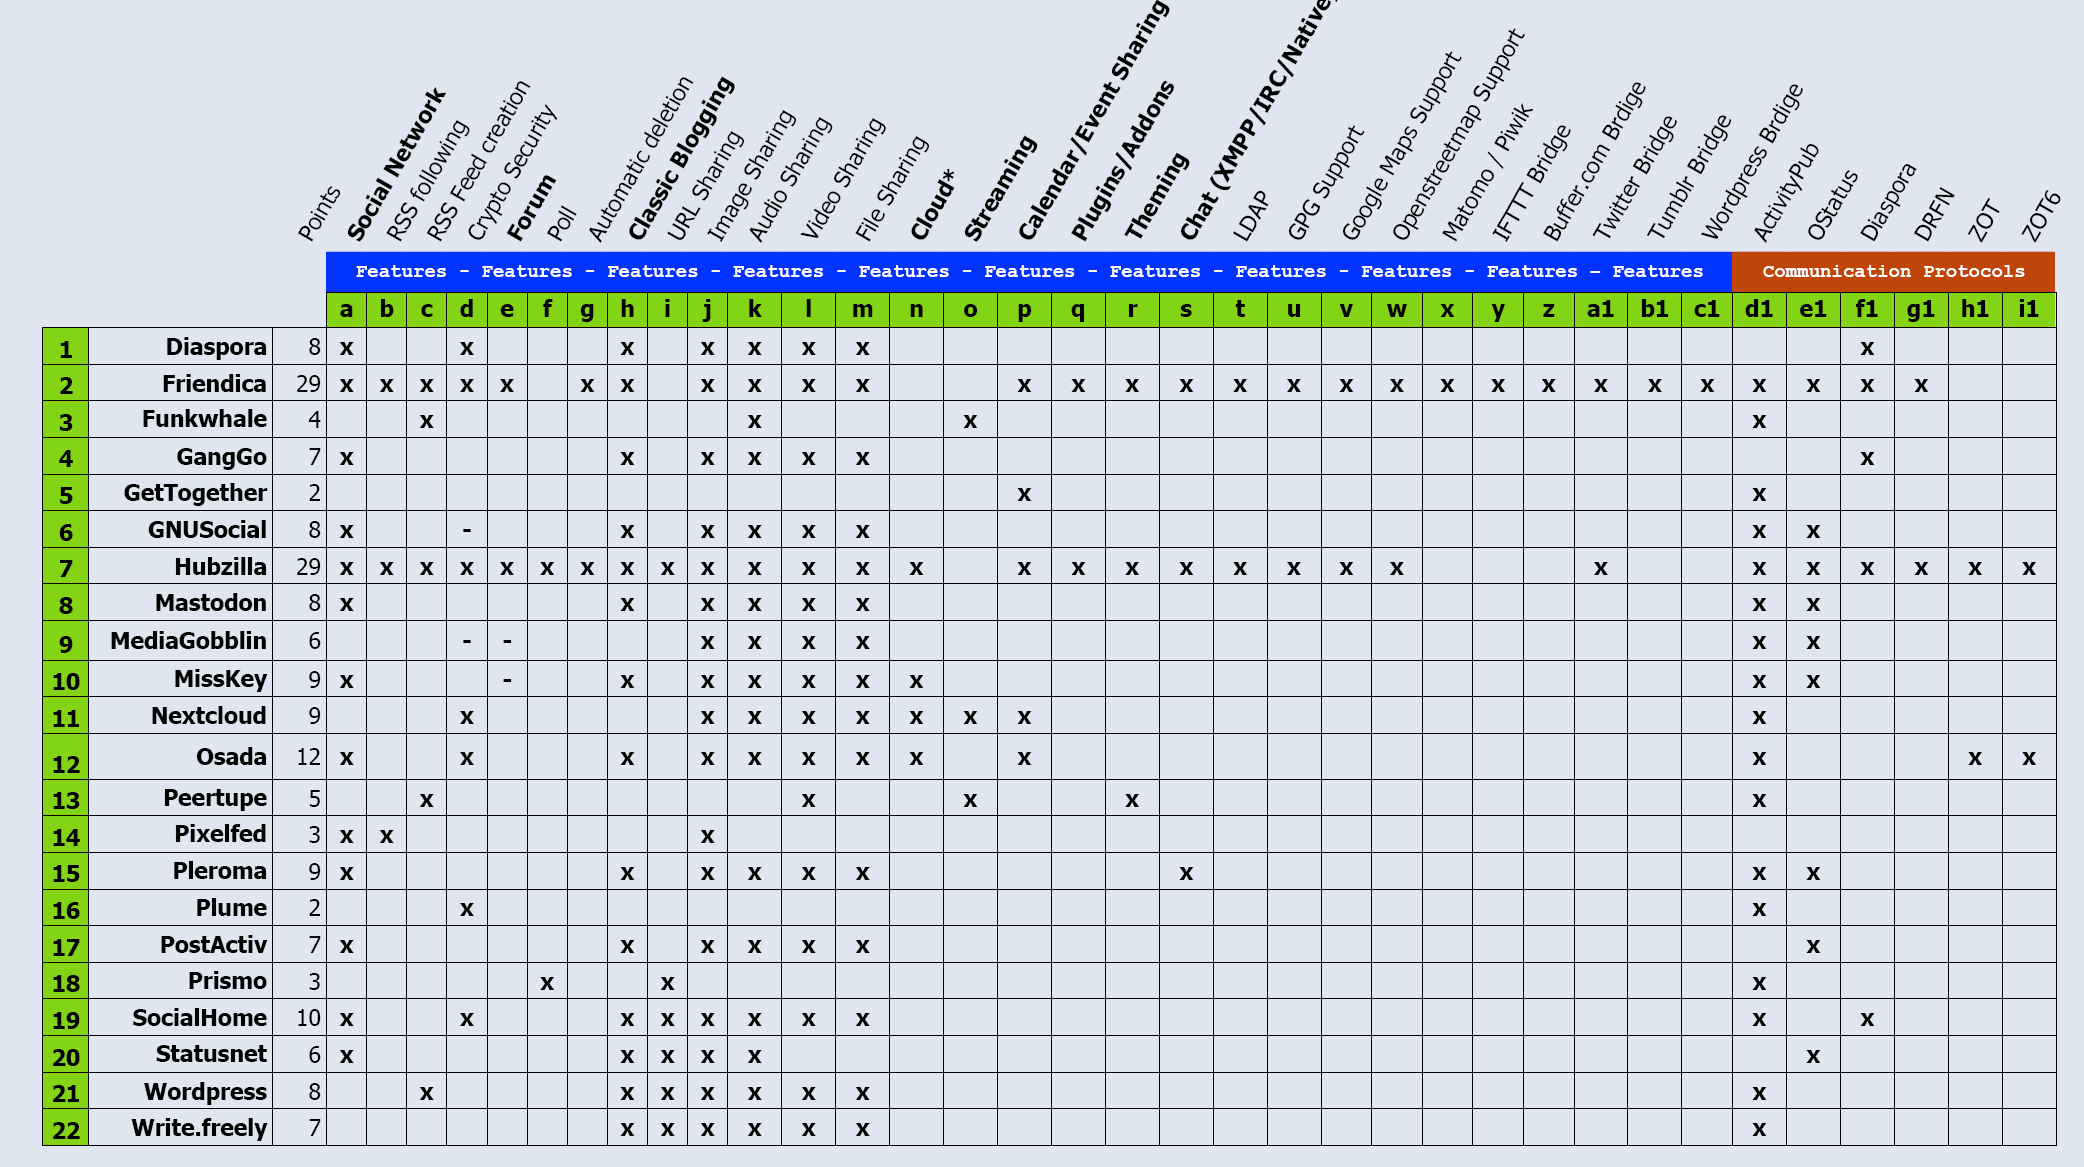 Points
Social Network
RSS following
RSS Feed creation
Crypto Security
Forum
Poll
Automatic deletion
Classic Blogging
URL Sharing
Image Sharing
Audio Sharing
Video Sharing
File Sharing
Cloud*
Streaming
Calendar/Event Sharing
Plugins/Addons
Theming
Chat (XMPP/IRC/Native)
LDAP
GPG Support
Google Maps Support
Openstreetmap Support
Matomo / Piwik
IFTTT Bridge
Buffer.com Brdige
Twitter Bridge
Tumblr Bridge
Wordpress Brdige
ActivityPub
OStatus
Diaspora
DRFN
ZOT
ZOT6
Features - Features - Features - Features - Features - Features - Features - Features - Features - Features – Features Communication Protocols
a b c d e f g h i j k l m n o p q r s t u v w x y z a1 b1 c1 d1 e1 f1 g1 h1 i1
1 Diaspora 8 x x x x x x x x
2 Friendica 29 x x x x x x x x x x x x x x x x x x x x x x x x x x x x x
3 Funkwhale 4 x x x x
4 GangGo 7 x x x x x x x
5 GetTogether 2 x x
6 GNUSocial 8 x - x x x x x x x
7 Hubzilla 29 x x x x x x x x x x x x x x x x x x x x x x x x x x x x x
8 Mastodon 8 x x x x x x x x
9 MediaGobblin 6 - - x x x x x x
10 MissKey 9 x - x x x x x x x x
11 Nextcloud 9 x x x x x x x x x
12 Osada 12 x x x x x x x x x x x x
13 Peertupe 5 x x x x x
14 Pixelfed 3 x x x
15 Pleroma 9 x x x x x x x x x
16 Plume 2 x x
17 PostActiv 7 x x x x x x x
18 Prismo 3 x x x
19 SocialHome 10 x x x x x x x x x x
20 Statusnet 6 x x x x x x
21 Wordpress 8 x x x x x x x x
22 Write.freely 7 x x x x x x x